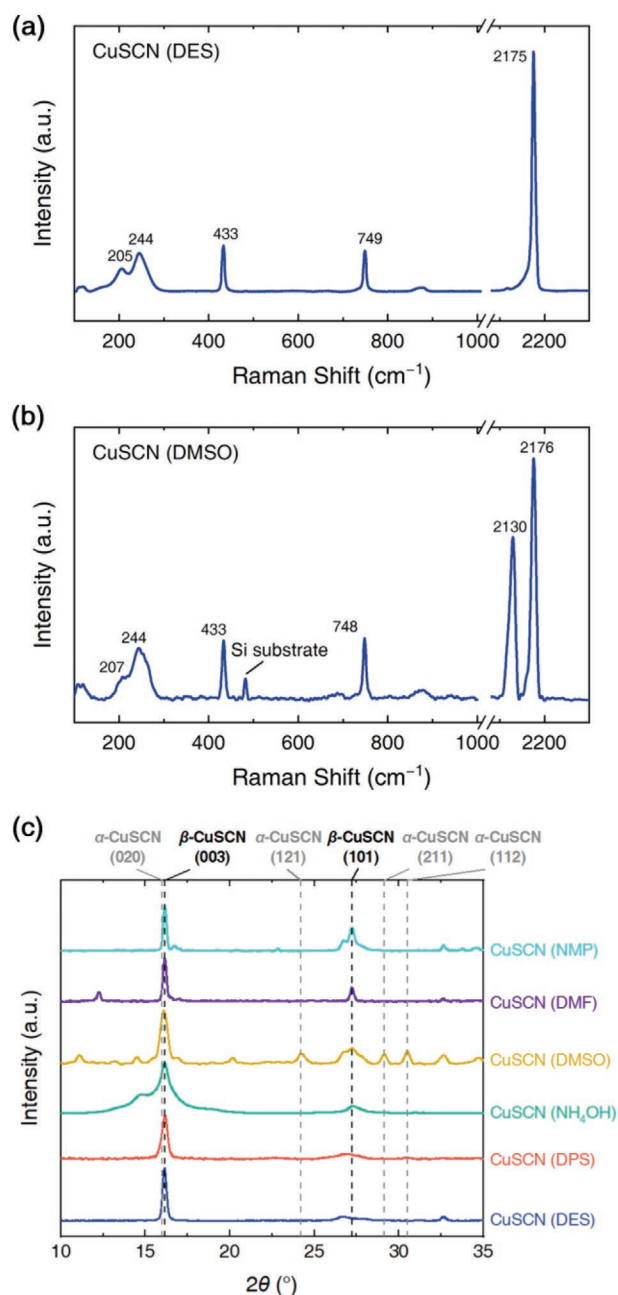 (a)
CuSCN (DES)
2175
205
244
433
749
Intensity (a.u.)
200 400 600 800 1000 2200
Raman Shift (cm⁻¹)
(b)
CuSCN (DMSO)
2176
2130
244
207
433
Si substrate
748
Intensity (a.u.)
200 400 600 800 1000 2200
Raman Shift (cm⁻¹)
(c)
α-CuSCN β-CuSCN α-CuSCN β-CuSCN α-CuSCN α-CuSCN
(020) (003) (121) (101) (211) (112)
CuSCN (NMP)
CuSCN (DMF)
CuSCN (DMSO)
CuSCN (NH₄OH)
CuSCN (DPS)
CuSCN (DES)
Intensity (a.u.)
10 15 20 25 30 35
2θ (°)